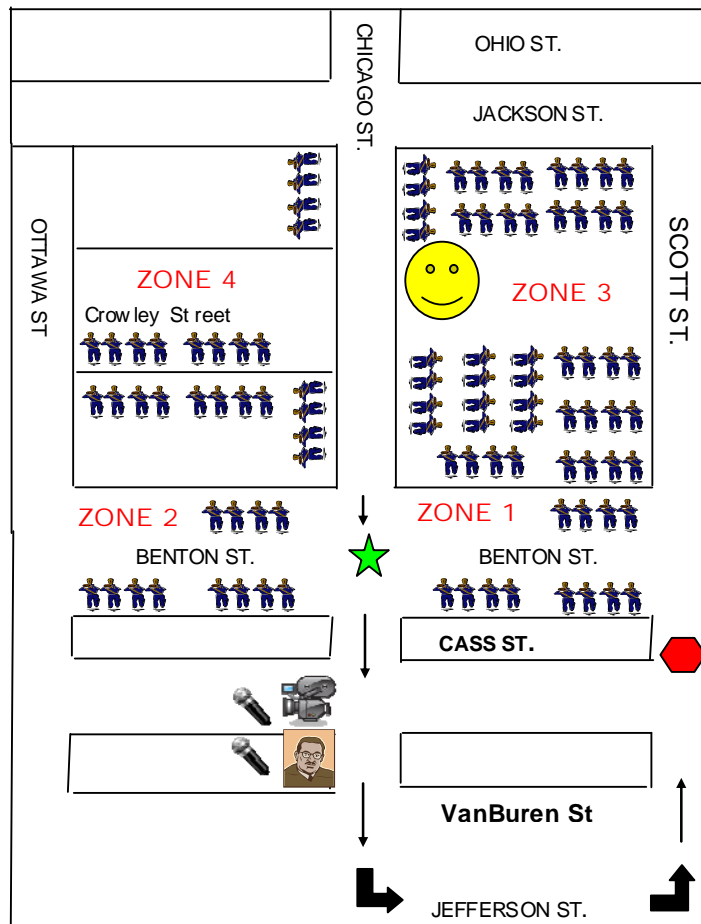 CHICAGO ST.
OHIO ST.
JACKSON ST.
OTTAWA ST
SCOTT ST.
ZONE 4
ZONE 3
Crowley Street
ZONE 2
ZONE 1
BENTON ST.
BENTON ST.
CASS ST.
VanBuren St
JEFFERSON ST.